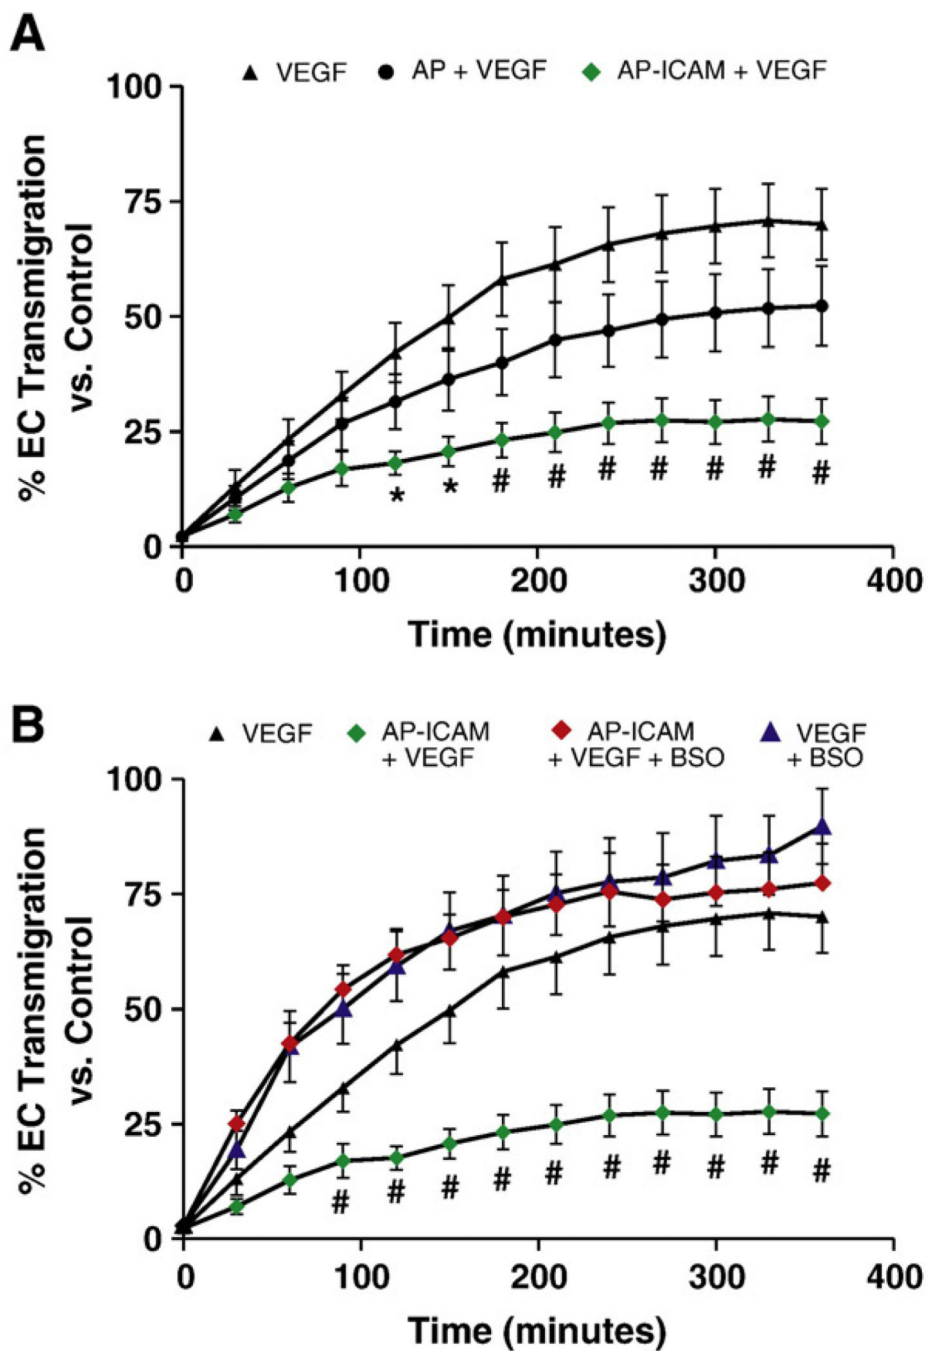 A
VEGF AP + VEGF AP-ICAM + VEGF
100
75
50
25
0
% EC Transmigration
vs. Control
* * # # # # # # #
0 100 200 300 400
Time (minutes)
B
VEGF AP-ICAM AP-ICAM VEGF
+ VEGF + VEGF + BSO + BSO
100
75
50
25
0
% EC Transmigration
vs. Control
# # # # # # # # # #
0 100 200 300 400
Time (minutes)